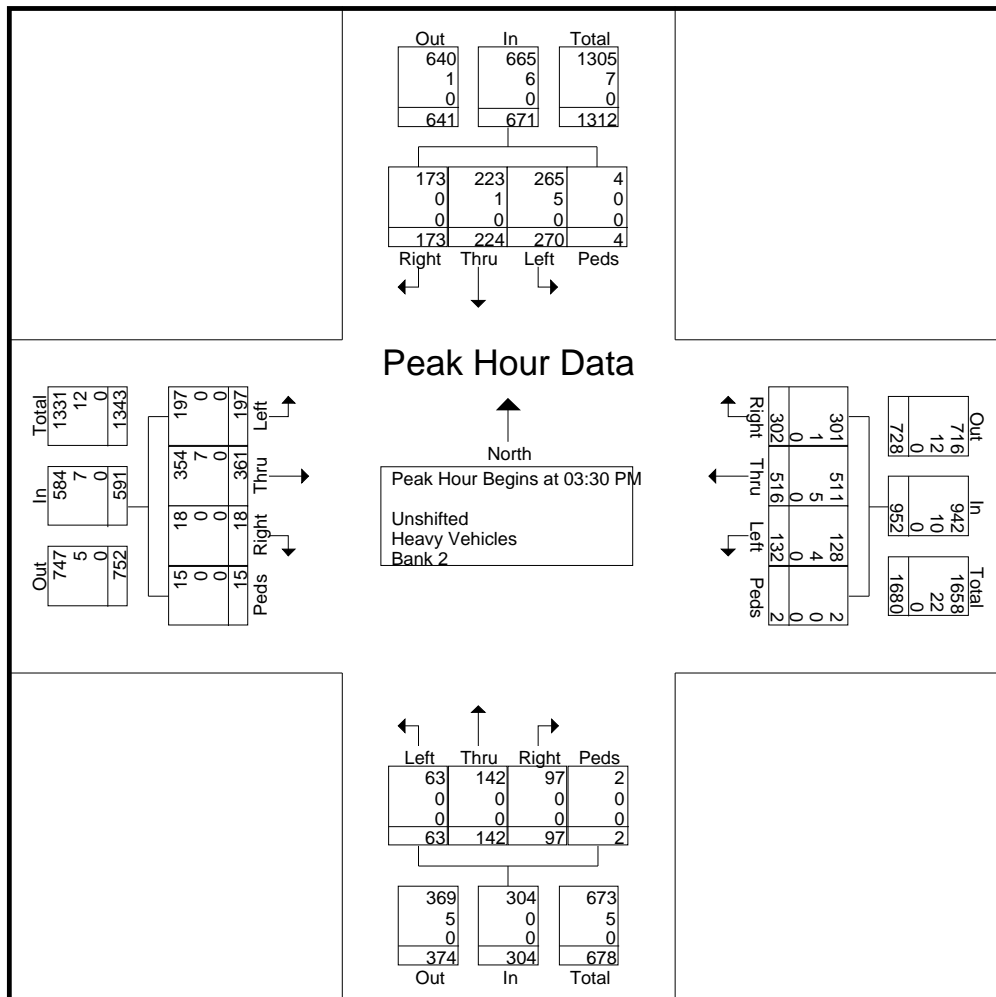 Out In Total
640 665 1305
1 6 7
0 0 0
641 671 1312
173 223 265 4
0 1 5 0
0 0 0 0
173 224 270 4
Right Thru Left Peds
Peak Hour Data
North
Peak Hour Begins at 03:30 PM
Unshifted
Heavy Vehicles
Bank 2
Total
1331
12
0
1343
In
584
7
0
591
Out
747
5
0
752
197
0
0
197
Left
354
7
0
361
Thru
18
0
0
18
Right
15
0
0
15
Peds
Right
302
0
1
301
Thru
516
0
5
511
Left
132
0
4
128
Peds
2
0
0
2
Out
716
12
0
728
In
942
10
0
952
Total
1658
22
0
1680
Left Thru Right Peds
63 142 97 2
0 0 0 0
0 0 0 0
63 142 97 2
369 304 673
5 0 5
0 0 0
374 304 678
Out In Total